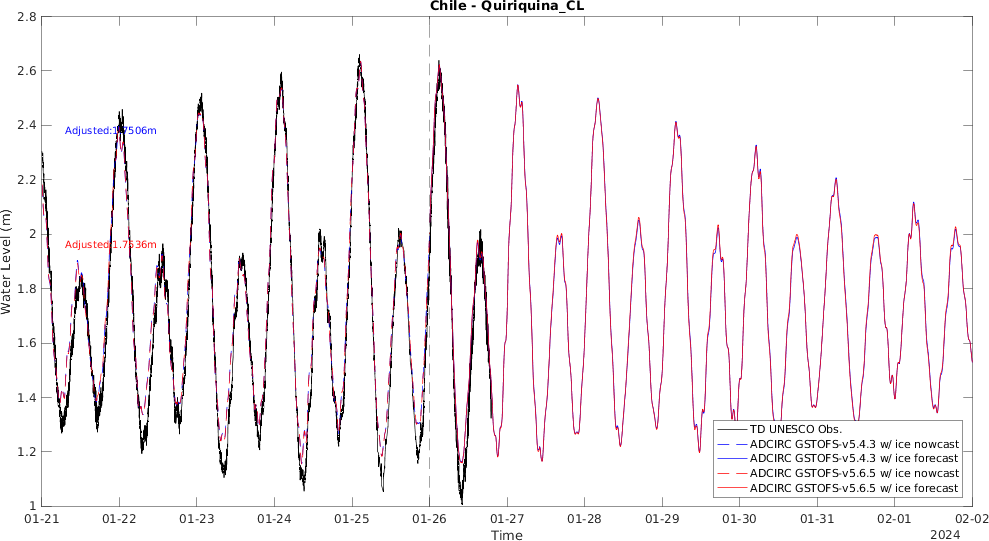 Chile - Quiriquina_CL
2.8
2.6
2.4
2.2
2
1.8
1.6
1.4
1.2
1
Water Level (m)
Adjusted:1.7506m
Adjusted:1.7536m
TD UNESCO Obs.
ADCIRC GSTOFS-v5.4.3 w/ ice nowcast
ADCIRC GSTOFS-v5.4.3 w/ ice forecast
ADCIRC GSTOFS-v5.6.5 w/ ice nowcast
ADCIRC GSTOFS-v5.6.5 w/ ice forecast
01-21 01-22 01-23 01-24 01-25 01-26 01-27 01-28 01-29 01-30 01-31 02-01 02-02
Time
2024